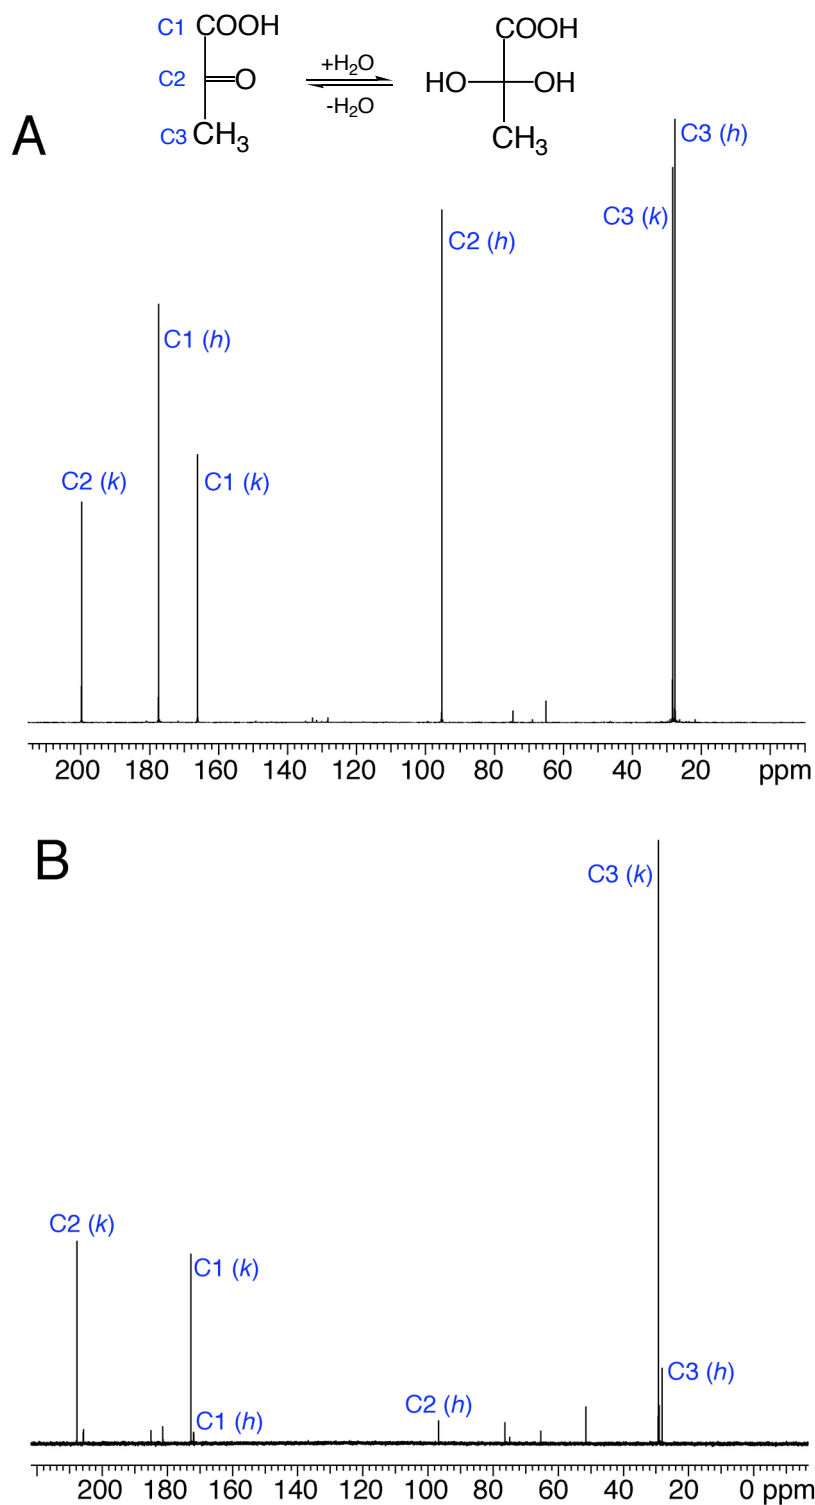 C1 COOH
COOH
C2 O
+H2O
-H2O
HO OH
C3 CH3
CH3
A
C3 (h)
C3 (k)
C2 (h)
C1 (h)
C2 (k)
C1 (k)
200 180 160 140 120 100 80 60 40 20 ppm
B
C3 (k)
C2 (k)
C1 (k)
C3 (h)
C2 (h)
C1 (h)
200 180 160 140 120 100 80 60 40 20 0 ppm